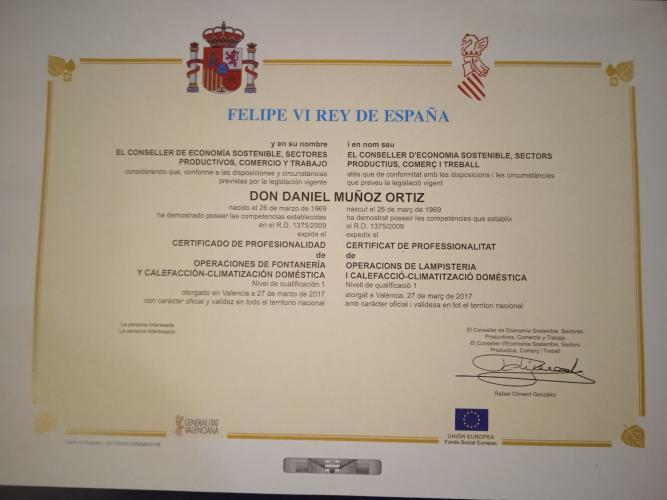 FELIPE VI REY DE ESPAÑA
y en su nombre
EL CONSELLER DE ECONOMÍA SOSTENIBLE, SECTORES
PRODUCTIVOS, COMERCIO Y TRABAJO
considerando que, conforme a las disposiciones y circunstancias
previstas por la legislación vigente
i en nom seu
EL CONSELLER D'ECONOMIA SOSTENIBLE, SECTORS
PRODUCTIUS, COMERÇ I TREBALL
atés que de conformitat amb les disposicions i les circumstàncies
que preveu la legislació vigent
DON DANIEL MUÑOZ ORTIZ
nacido el 26 de marzo de 1969
ha demostrado poseer las competencias establecidas
en el R.D. 1375/2009
expide el
CERTIFICADO DE PROFESIONALIDAD
de
OPERACIONES DE FONTANERÍA
Y CALEFACCIÓN-CLIMATIZACIÓN DOMÉSTICA
Nivel de cualificación 1
otorgado en Valencia a 27 de marzo de 2017
con carácter oficial y validez en todo el territorio nacional
nascut el 26 de març de 1969
ha demostrat posseir les competències que establix
el R.D. 1375/2009
expedix el
CERTIFICAT DE PROFESSIONALITAT
de
OPERACIONS DE LAMPISTERIA
I CALEFACCIÓ-CLIMATITZACIÓ DOMÈSTICA
Nivell de qualificació 1
atorgat a València, 27 de març de 2017
amb caràcter oficial i validesa en tot el territori nacional
La persona interesada
La persona interessada
El Conseller de Economía Sostenible, Sectores
Productivos, Comercio y Trabajo
El Conseller d'Economia Sostenible, Sectors
Productius, Comerç i Treball
Rafael Climent González
GENERALITAT
VALENCIANA
UNIÓN EUROPEA
Fondo Social Europeo